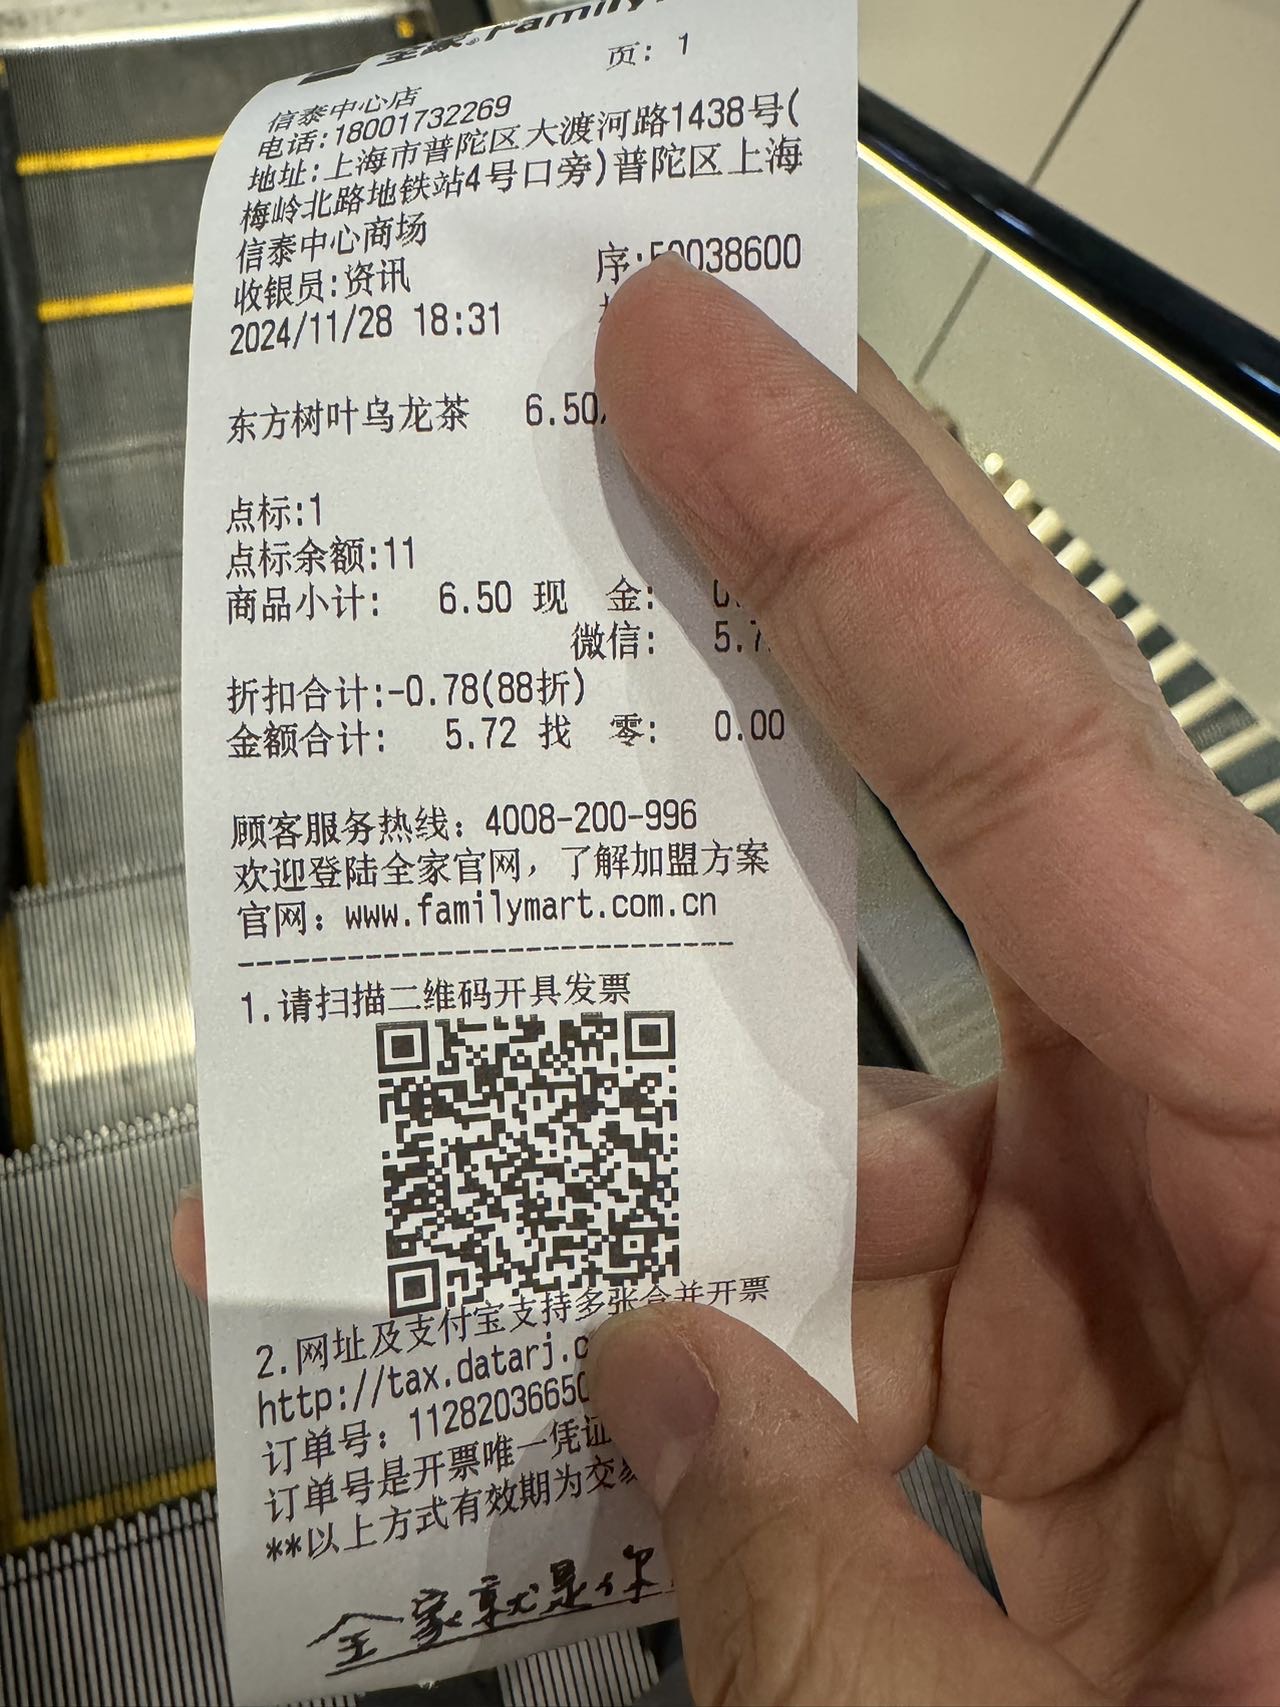 全家 FamilyM
页: 1
信泰中心店
电话:18001732269
地址:上海市普陀区大渡河路1438号(
梅岭北路地铁站4号口旁)普陀区上海
信泰中心商场
收银员:资讯 序:50038600
2024/11/28 18:31
东方树叶乌龙茶 6.50
点标:1
点标余额:11
商品小计: 6.50 现 金: 0.
微信: 5.7
折扣合计:-0.78(88折)
金额合计: 5.72 找 零: 0.00
顾客服务热线: 4008-200-996
欢迎登陆全家官网, 了解加盟方案
官网: www.familymart.com.cn
1.请扫描二维码开具发票
2.网址及支付宝支持多张合并开票
http://tax.datarj.c
订单号: 11282036650
订单号是开票唯一凭证
**以上方式有效期为交易
全家就是你